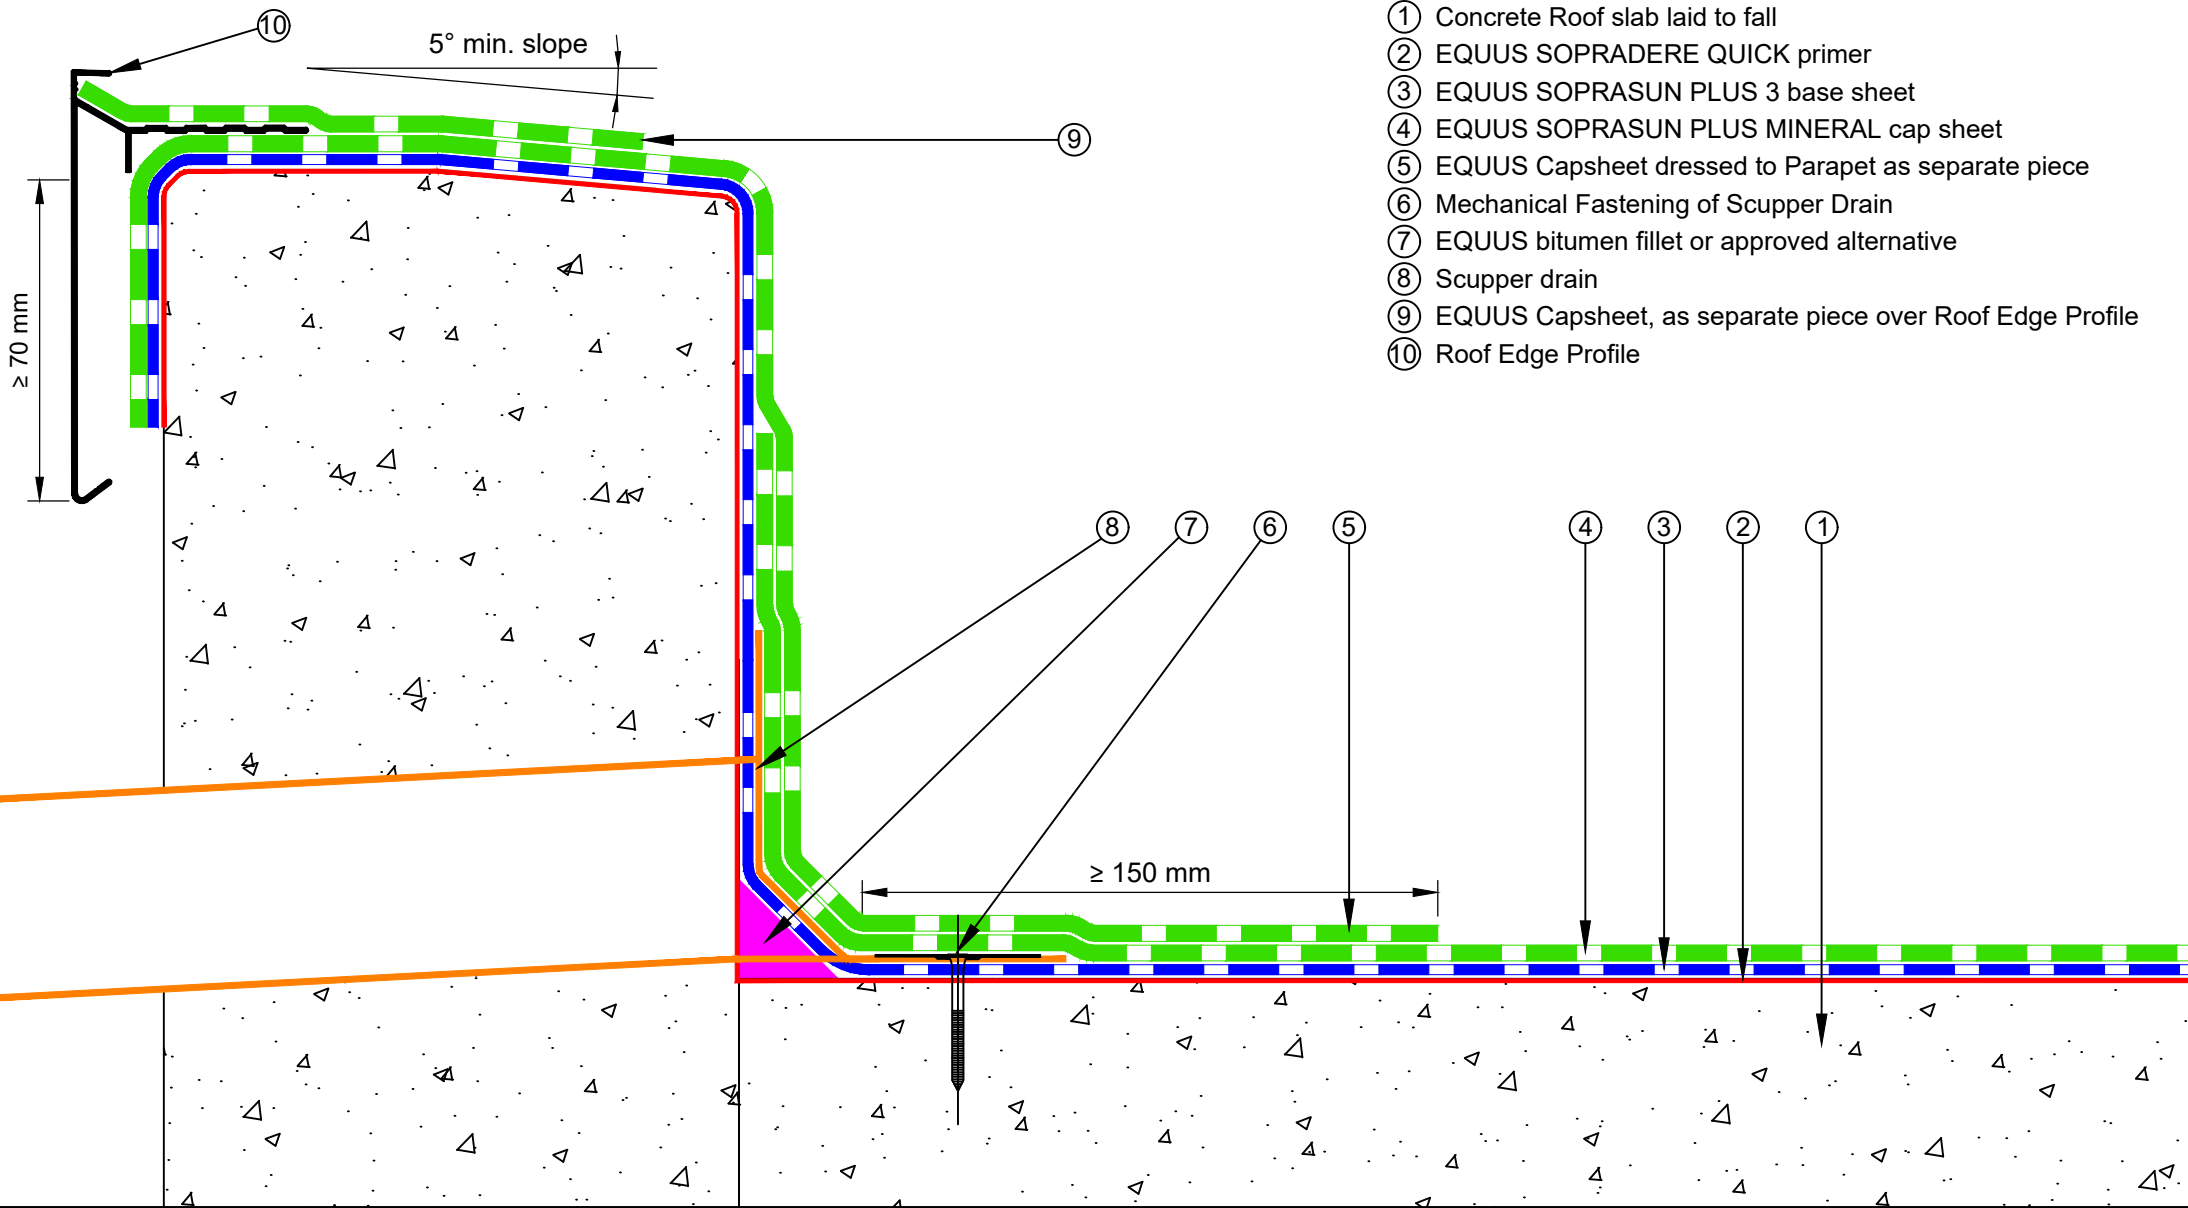 10
5° min. slope
9
≥ 70 mm
1 Concrete Roof slab laid to fall
2 EQUUS SOPRADERE QUICK primer
3 EQUUS SOPRASUN PLUS 3 base sheet
4 EQUUS SOPRASUN PLUS MINERAL cap sheet
5 EQUUS Capsheet dressed to Parapet as separate piece
6 Mechanical Fastening of Scupper Drain
7 EQUUS bitumen fillet or approved alternative
8 Scupper drain
9 EQUUS Capsheet, as separate piece over Roof Edge Profile
10 Roof Edge Profile
8 7 6 5 4 3 2 1
≥ 150 mm